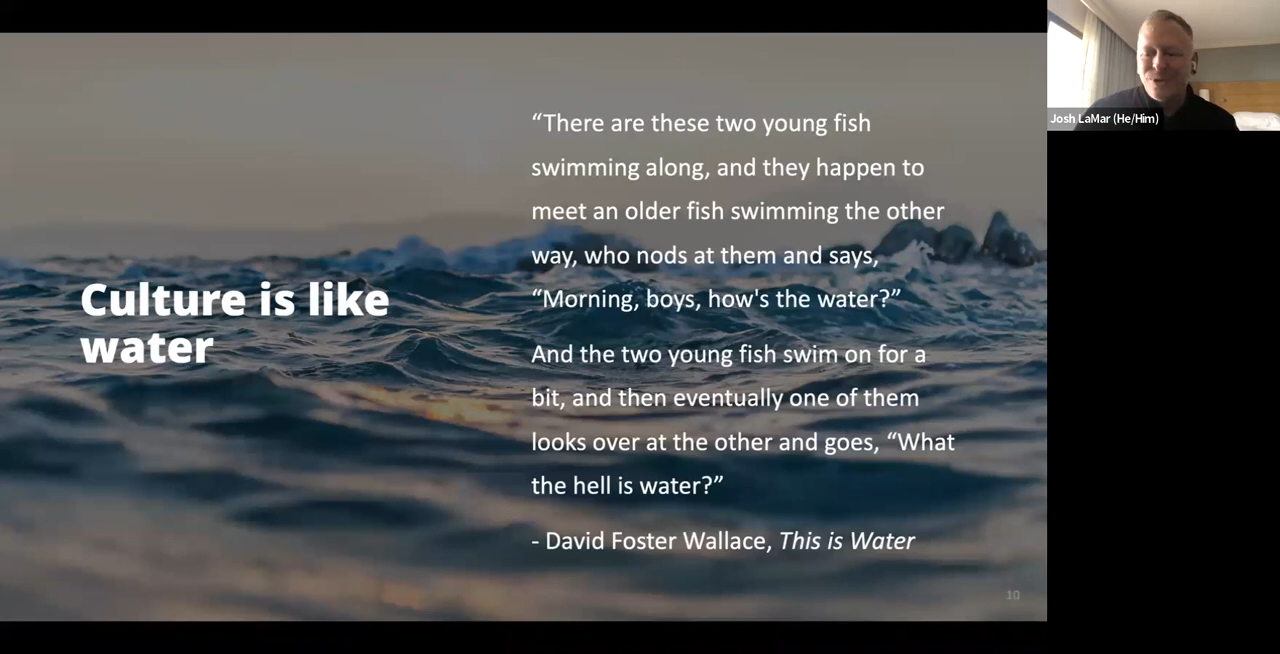 Culture is like
water
“There are these two young fish
swimming along, and they happen to
meet an older fish swimming the other
way, who nods at them and says,
“Morning, boys, how's the water?”
And the two young fish swim on for a
bit, and then eventually one of them
looks over at the other and goes, “What
the hell is water?”
- David Foster Wallace, This is Water
10
Josh LaMar (He/Him)